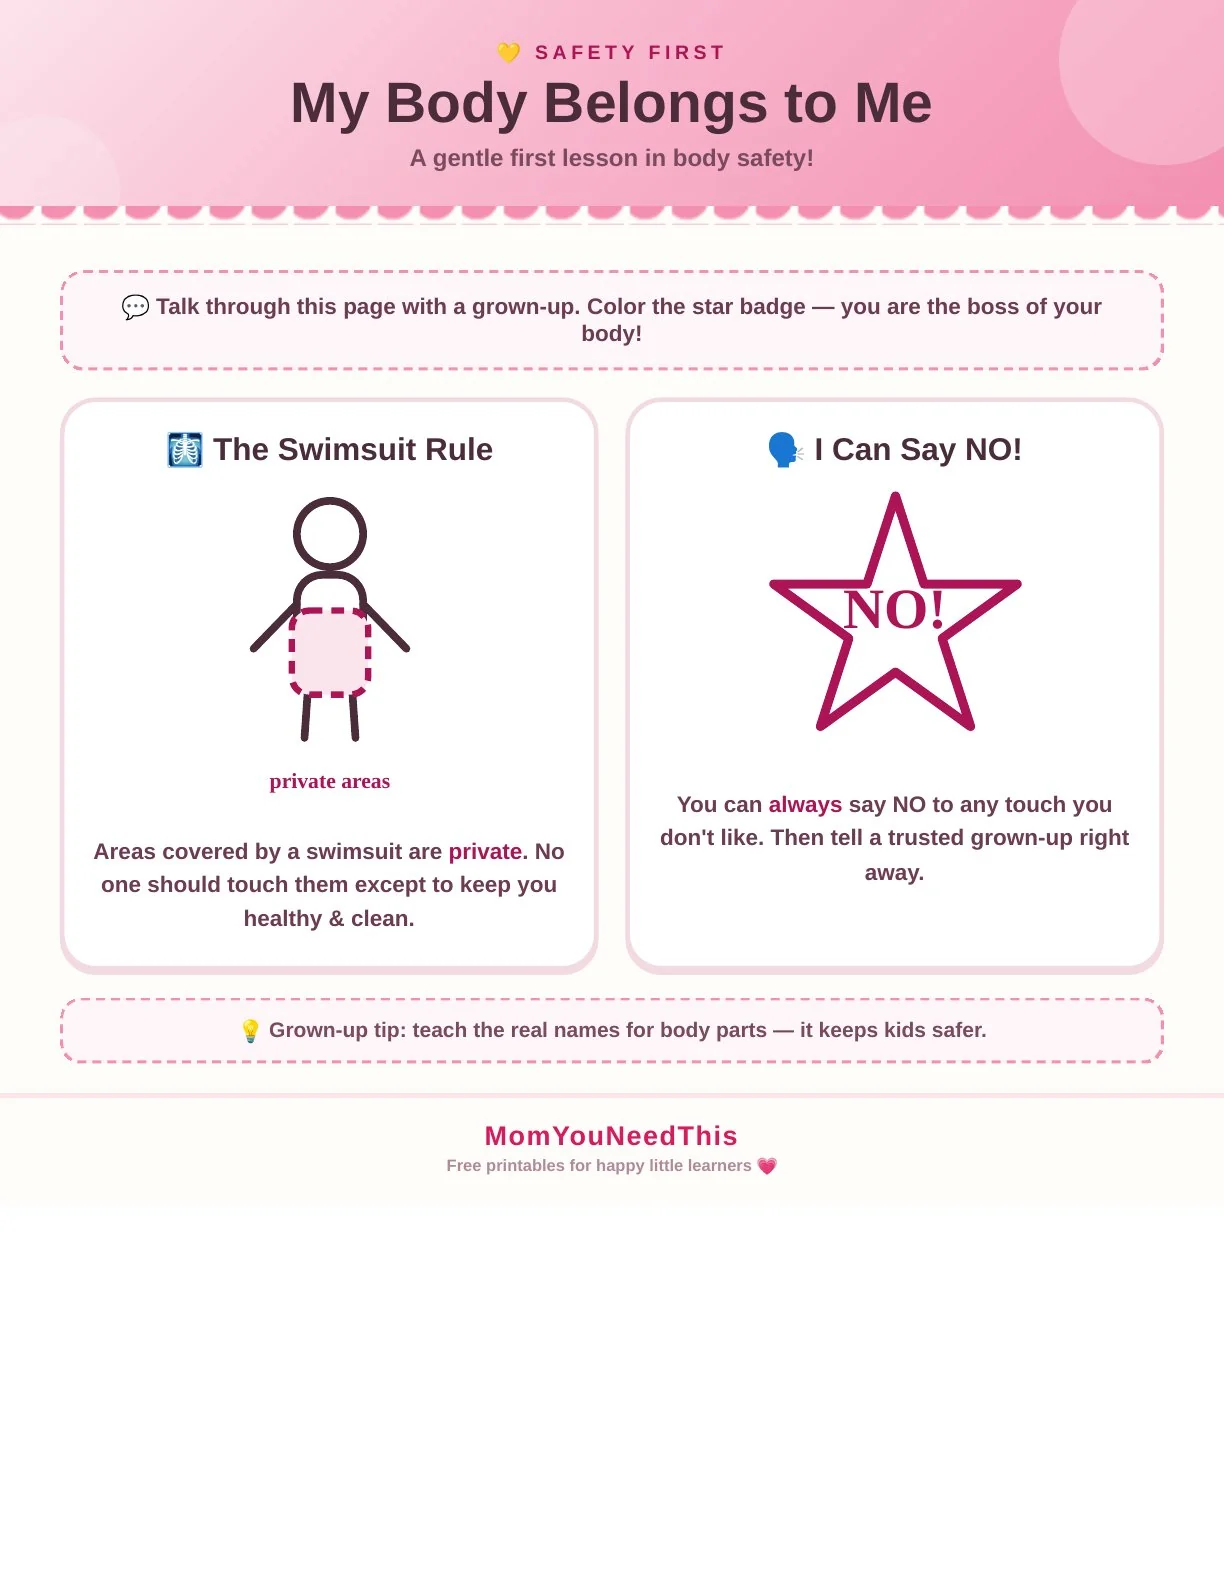 💛 SAFETY FIRST
My Body Belongs to Me
A gentle first lesson in body safety!
💬 Talk through this page with a grown-up. Color the star badge — you are the boss of your
body!
🩻 The Swimsuit Rule
private areas
Areas covered by a swimsuit are private. No
one should touch them except to keep you
healthy & clean.
🗣️ I Can Say NO!
NO!
You can always say NO to any touch you
don't like. Then tell a trusted grown-up right
away.
💡 Grown-up tip: teach the real names for body parts — it keeps kids safer.
MomYouNeedThis
Free printables for happy little learners 💗